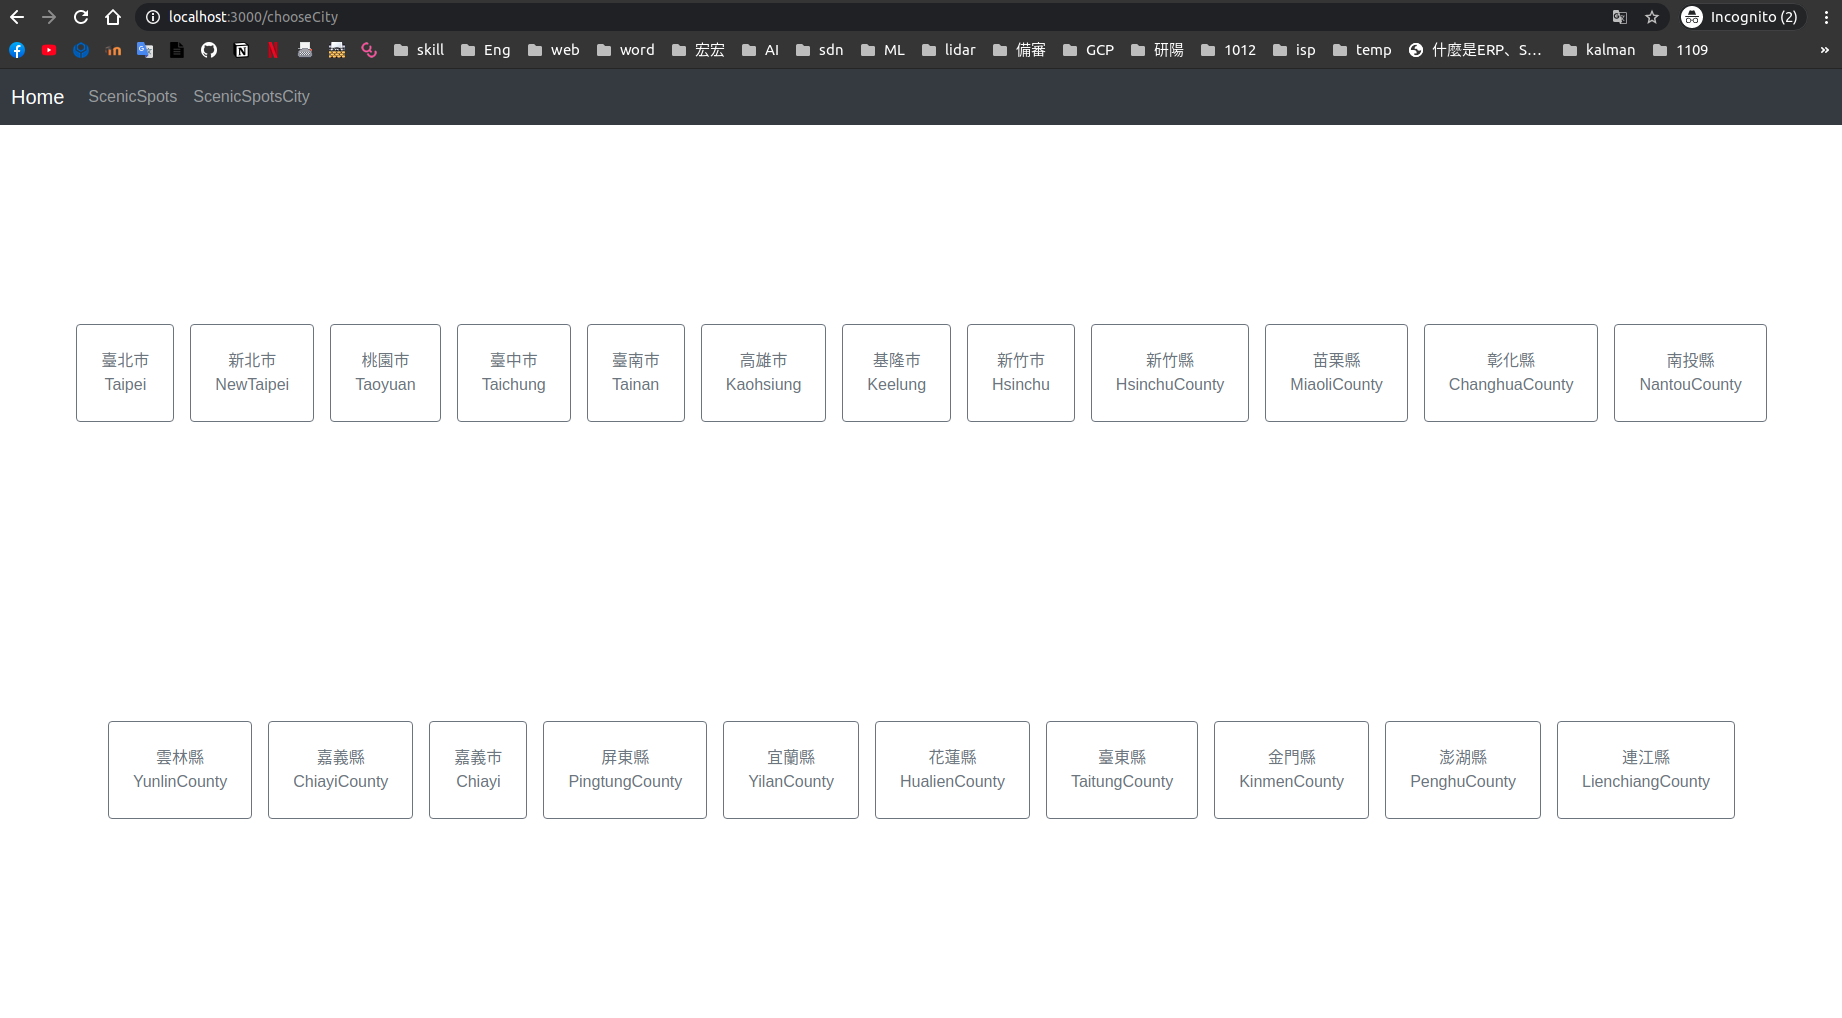 localhost:3000/chooseCity
Incognito (2)
skill Eng web word 宏宏 AI sdn ML lidar 備審 GCP 研陽 1012 isp temp 什麼是ERP、S... kalman 1109 »
Home ScenicSpots ScenicSpotsCity
臺北市
Taipei
新北市
NewTaipei
桃園市
Taoyuan
臺中市
Taichung
臺南市
Tainan
高雄市
Kaohsiung
基隆市
Keelung
新竹市
Hsinchu
新竹縣
HsinchuCounty
苗栗縣
MiaoliCounty
彰化縣
ChanghuaCounty
南投縣
NantouCounty
雲林縣
YunlinCounty
嘉義縣
ChiayiCounty
嘉義市
Chiayi
屏東縣
PingtungCounty
宜蘭縣
YilanCounty
花蓮縣
HualienCounty
臺東縣
TaitungCounty
金門縣
KinmenCounty
澎湖縣
PenghuCounty
連江縣
LienchiangCounty